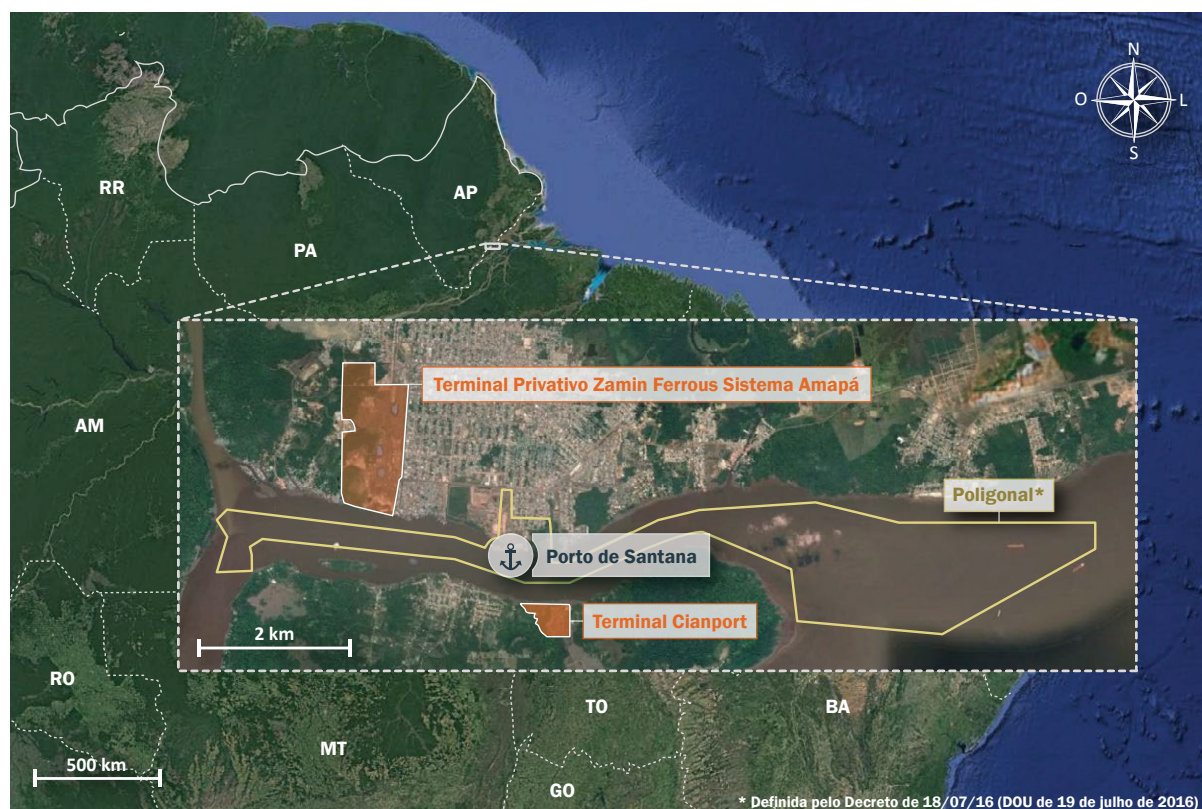 N
O
L
S
RR
AP
PA
AM
Terminal Privativo Zamin Ferrous Sistema Amapá
Poligonal*
Porto de Santana
Terminal Cianport
2 km
RO
TO
BA
MT
500 km
GO
* Definida pelo Decreto de 18/07/16 (DOU de 19 de julho de 2016)